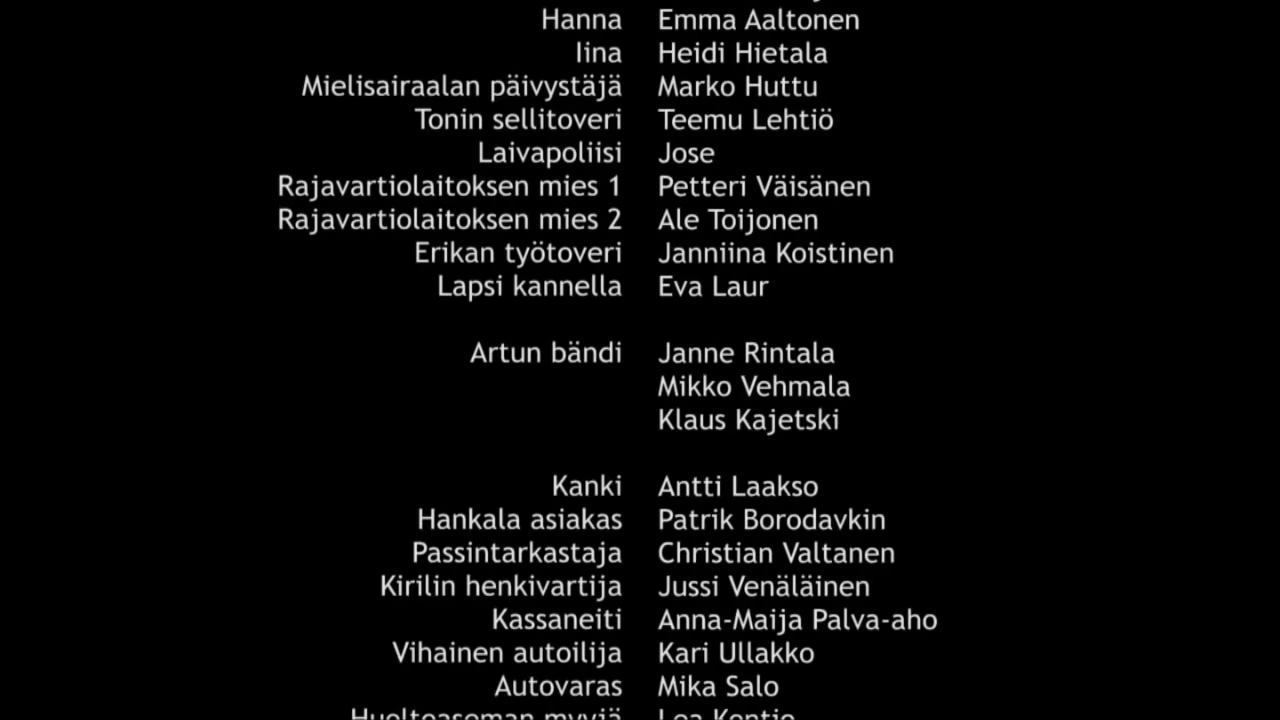 Hanna Emma Aaltonen
Iina Heidi Hietala
Mielisairaalan päivystäjä Marko Huttu
Tonin sellitoveri Teemu Lehtiö
Laivapoliisi Jose
Rajavartiolaitoksen mies 1 Petteri Väisänen
Rajavartiolaitoksen mies 2 Ale Toijonen
Erikan työtoveri Janniina Koistinen
Lapsi kannella Eva Laur
Artun bändi Janne Rintala
Mikko Vehmala
Klaus Kajetski
Kanki Antti Laakso
Hankala asiakas Patrik Borodavkin
Passintarkastaja Christian Valtanen
Kirilin henkivartija Jussi Venäläinen
Kassaneiti Anna-Maija Palva-aho
Vihainen autoilija Kari Ullakko
Autovaras Mika Salo
Huoltoaseman myyjä